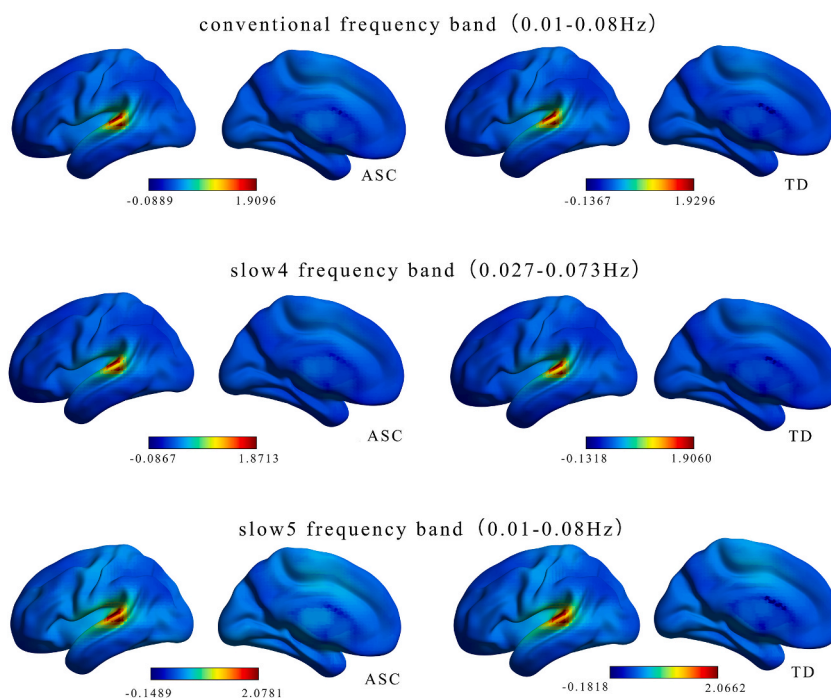 conventional frequency band (0.01-0.08Hz)
ASC
TD
-0.0889 1.9096
-0.1367 1.9296
slow4 frequency band (0.027-0.073Hz)
ASC
TD
-0.0867 1.8713
-0.1318 1.9060
slow5 frequency band (0.01-0.08Hz)
ASC
TD
-0.1489 2.0781
-0.1818 2.0662